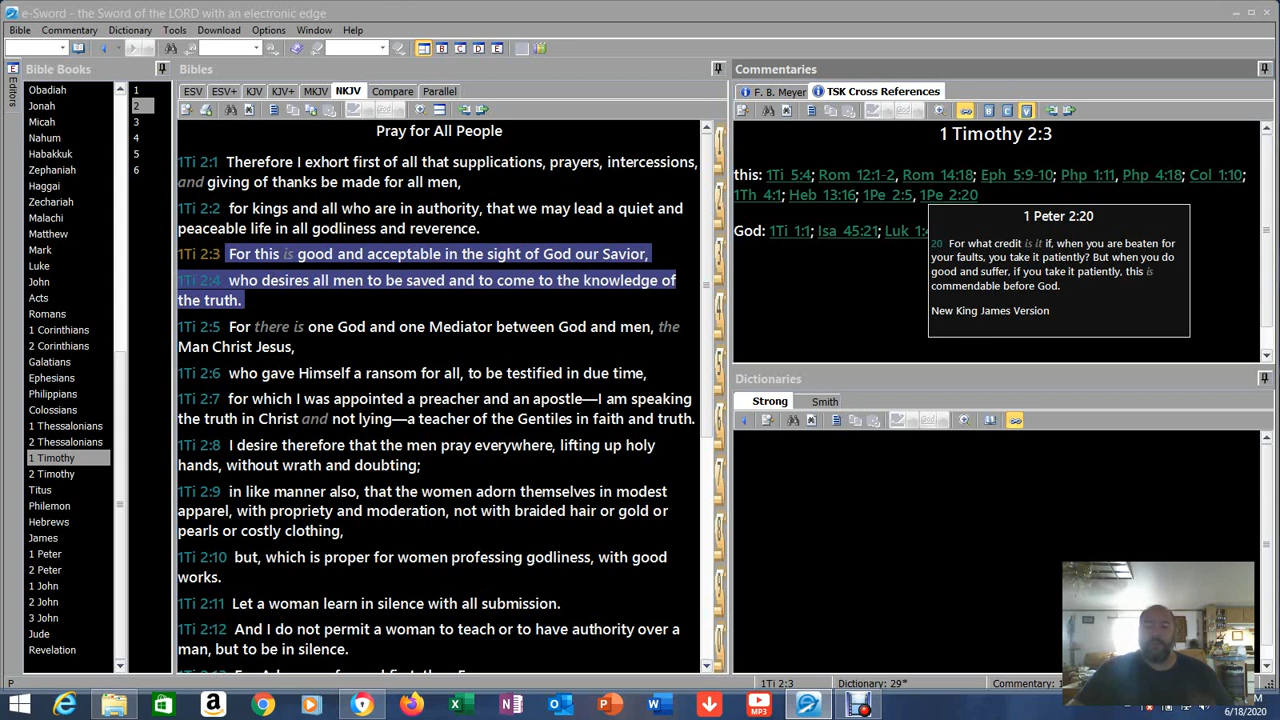 e-Sword - the Sword of the LORD with an electronic edge
Bible Commentary Dictionary Tools Download Options Window Help
B C D E
Editors
Bible Books
Obadiah
Jonah
Micah
Nahum
Habakkuk
Zephaniah
Haggai
Zechariah
Malachi
Matthew
Mark
Luke
John
Acts
Romans
1 Corinthians
2 Corinthians
Galatians
Ephesians
Philippians
Colossians
1 Thessalonians
2 Thessalonians
1 Timothy
2 Timothy
Titus
Philemon
Hebrews
James
1 Peter
2 Peter
1 John
2 John
3 John
Jude
Revelation
1
2
3
4
5
6
Bibles
ESV ESV+ KJV KJV+ MKJV NKJV Compare Parallel
Pray for All People
1Ti 2:1 Therefore I exhort first of all that supplications, prayers, intercessions,
and giving of thanks be made for all men,
1Ti 2:2 for kings and all who are in authority, that we may lead a quiet and
peaceable life in all godliness and reverence.
1Ti 2:3 For this is good and acceptable in the sight of God our Savior,
1Ti 2:4 who desires all men to be saved and to come to the knowledge of
the truth.
1Ti 2:5 For there is one God and one Mediator between God and men, the
Man Christ Jesus,
1Ti 2:6 who gave Himself a ransom for all, to be testified in due time,
1Ti 2:7 for which I was appointed a preacher and an apostle—I am speaking
the truth in Christ and not lying—a teacher of the Gentiles in faith and truth.
1Ti 2:8 I desire therefore that the men pray everywhere, lifting up holy
hands, without wrath and doubting;
1Ti 2:9 in like manner also, that the women adorn themselves in modest
apparel, with propriety and moderation, not with braided hair or gold or
pearls or costly clothing,
1Ti 2:10 but, which is proper for women professing godliness, with good
works.
1Ti 2:11 Let a woman learn in silence with all submission.
1Ti 2:12 And I do not permit a woman to teach or to have authority over a
man, but to be in silence.
Commentaries
F. B. Meyer TSK Cross References
B C V
1 Timothy 2:3
this: 1Ti 5:4; Rom 12:1-2, Rom 14:18; Eph 5:9-10; Php 1:11, Php 4:18; Col 1:10;
1Th 4:1; Heb 13:16; 1Pe 2:5, 1Pe 2:20
God: 1Ti 1:1; Isa 45:21; Luk 1:4
1 Peter 2:20
20 For what credit is it if, when you are beaten for
your faults, you take it patiently? But when you do
good and suffer, if you take it patiently, this is
commendable before God.
New King James Version
Dictionaries
Strong Smith
P
1Ti 2:3 Dictionary: 29* Commentary: 1
MP3
6/18/2020